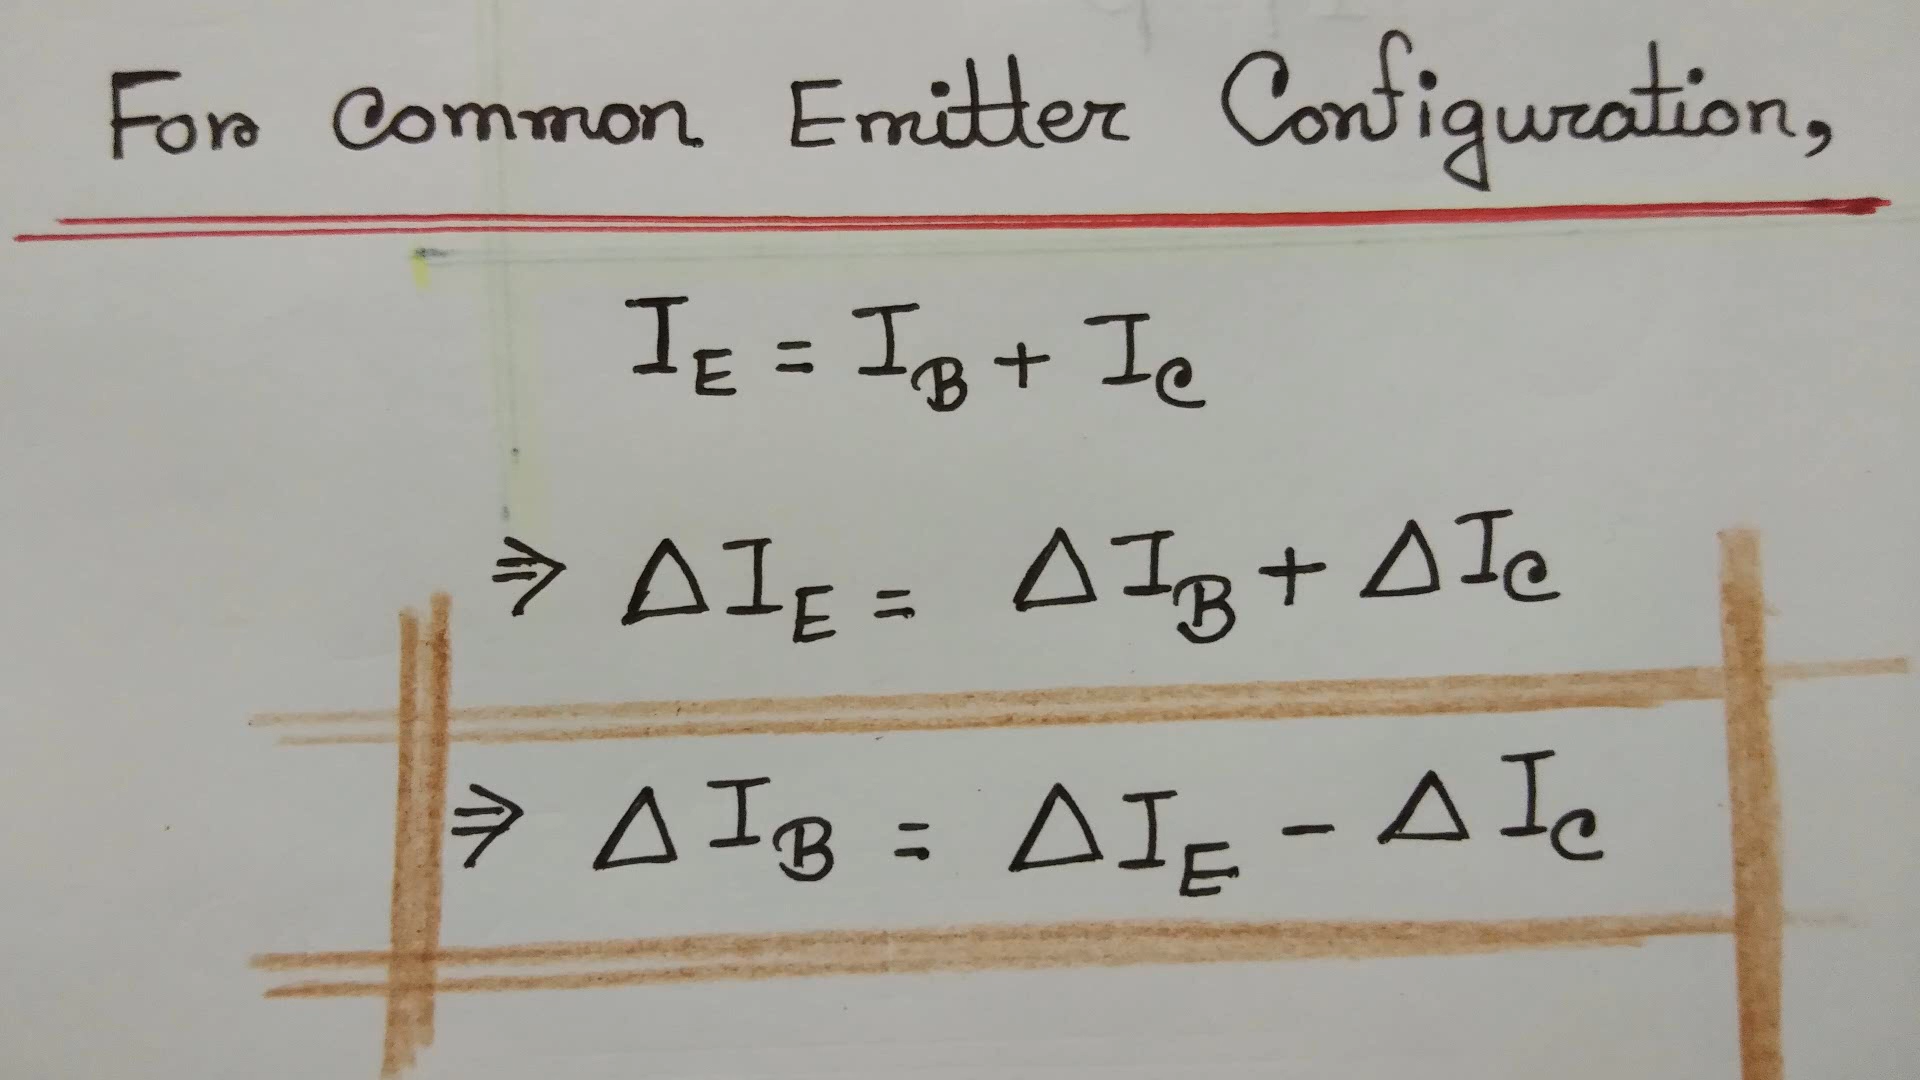 For Common Emitter Configuration,
I_E = I_B + I_C
⇒ ΔI_E = ΔI_B + ΔI_C
⇒ ΔI_B = ΔI_E - ΔI_C